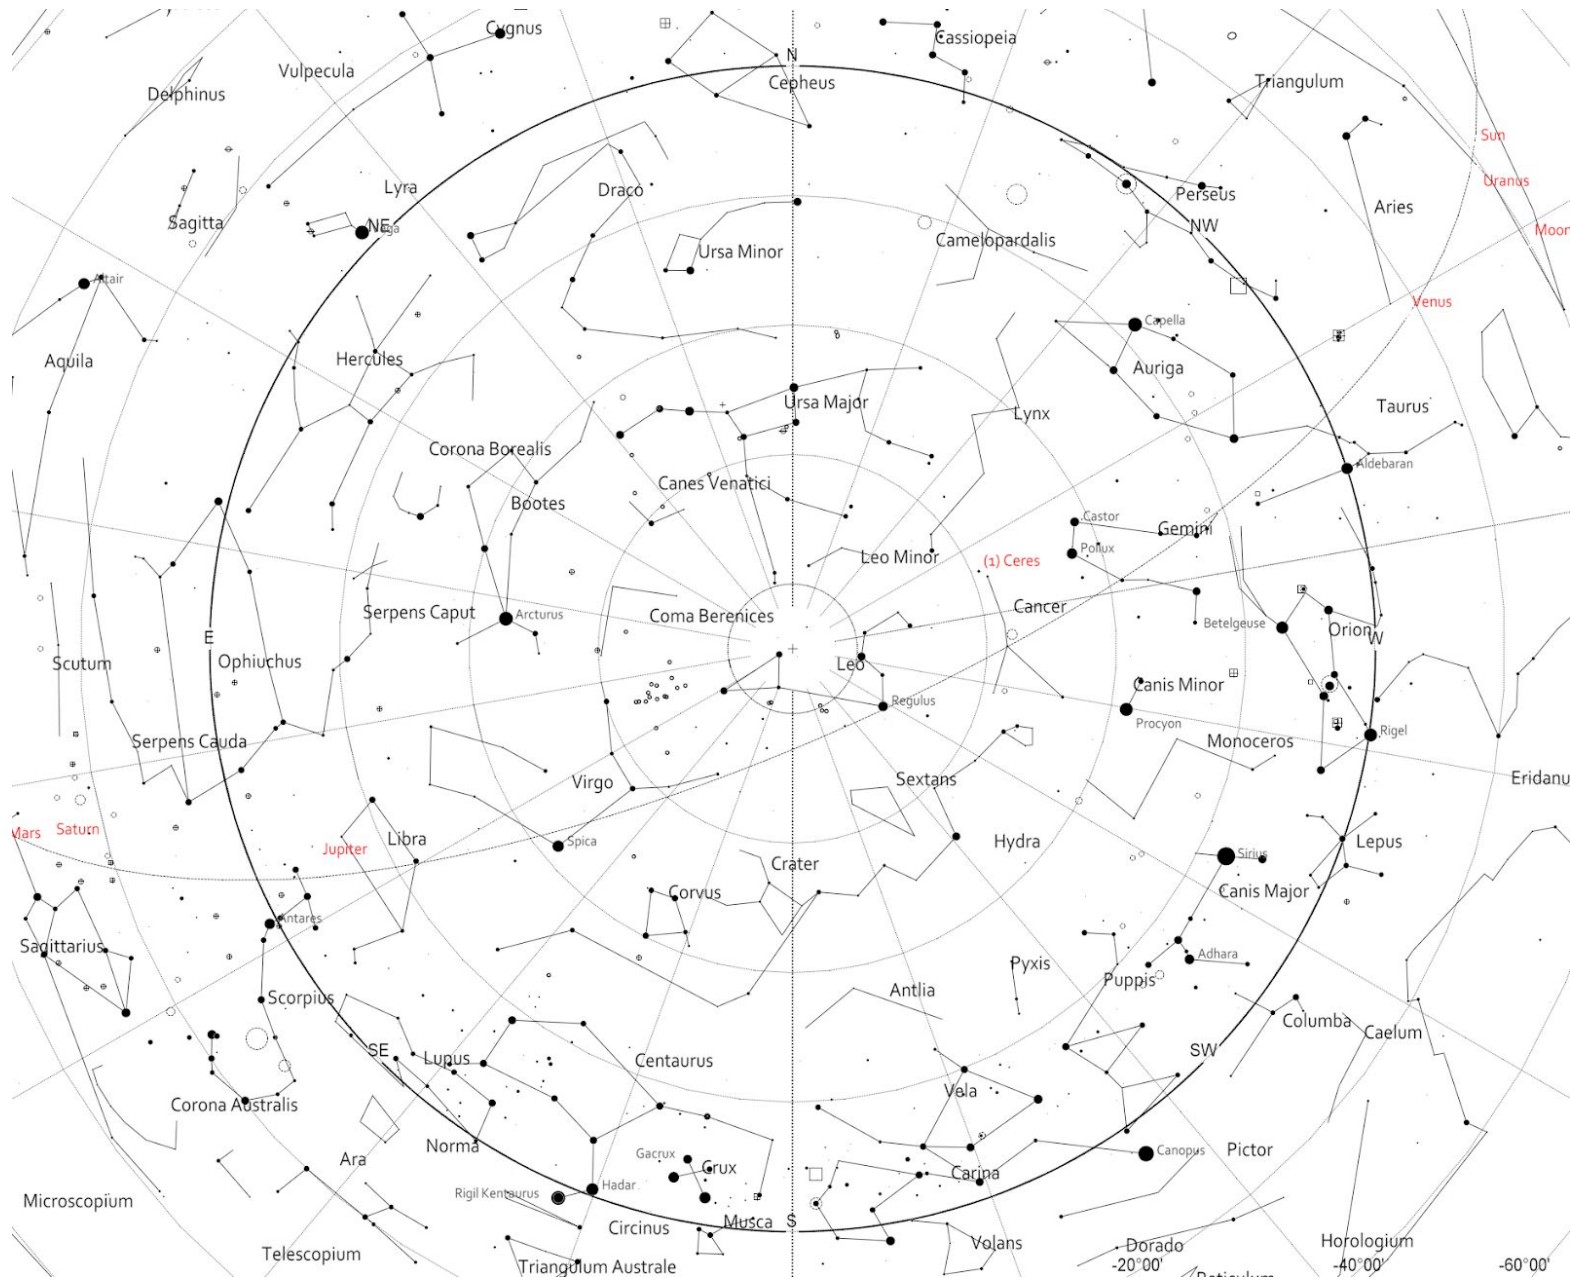 Cygnus
Cassiopeia
N
Vulpecula
Cepheus
Triangulum
Delphinus
Sun
Lyra
Draco
Uranus
Perseus
Aries
Sagitta
NE
NW
Moon
Ursa Minor
Camelopardalis
Altair
Venus
Capella
Aquila
Hercules
Auriga
Ursa Major
Lynx
Taurus
Corona Borealis
Aldebaran
Canes Venatici
Bootes
Castor
Gemini
Pollux
Leo Minor
(1) Ceres
Cancer
Serpens Caput
Arcturus
Coma Berenices
Betelgeuse
Orion
E
W
Scutum
Ophiuchus
Leo
Canis Minor
Regulus
Procyon
Rigel
Serpens Cauda
Monoceros
Virgo
Sextans
Eridanu
Mars
Saturn
Jupiter
Libra
Spica
Hydra
Lepus
Sirius
Crater
Corvus
Canis Major
Antares
Sagittarius
Adhara
Pyxis
Puppis
Antlia
Scorpius
Columba
Caelum
SE
SW
Lupus
Centaurus
Vela
Corona Australis
Norma
Ara
Gacrux
Crux
Canopus
Pictor
Carina
Microscopium
Rigil Kentaurus
Hadar
Circinus
Musca
S
Telescopium
Volans
Dorado
Horologium
Triangulum Australe
-20°00'
-40°00'
-60°00'